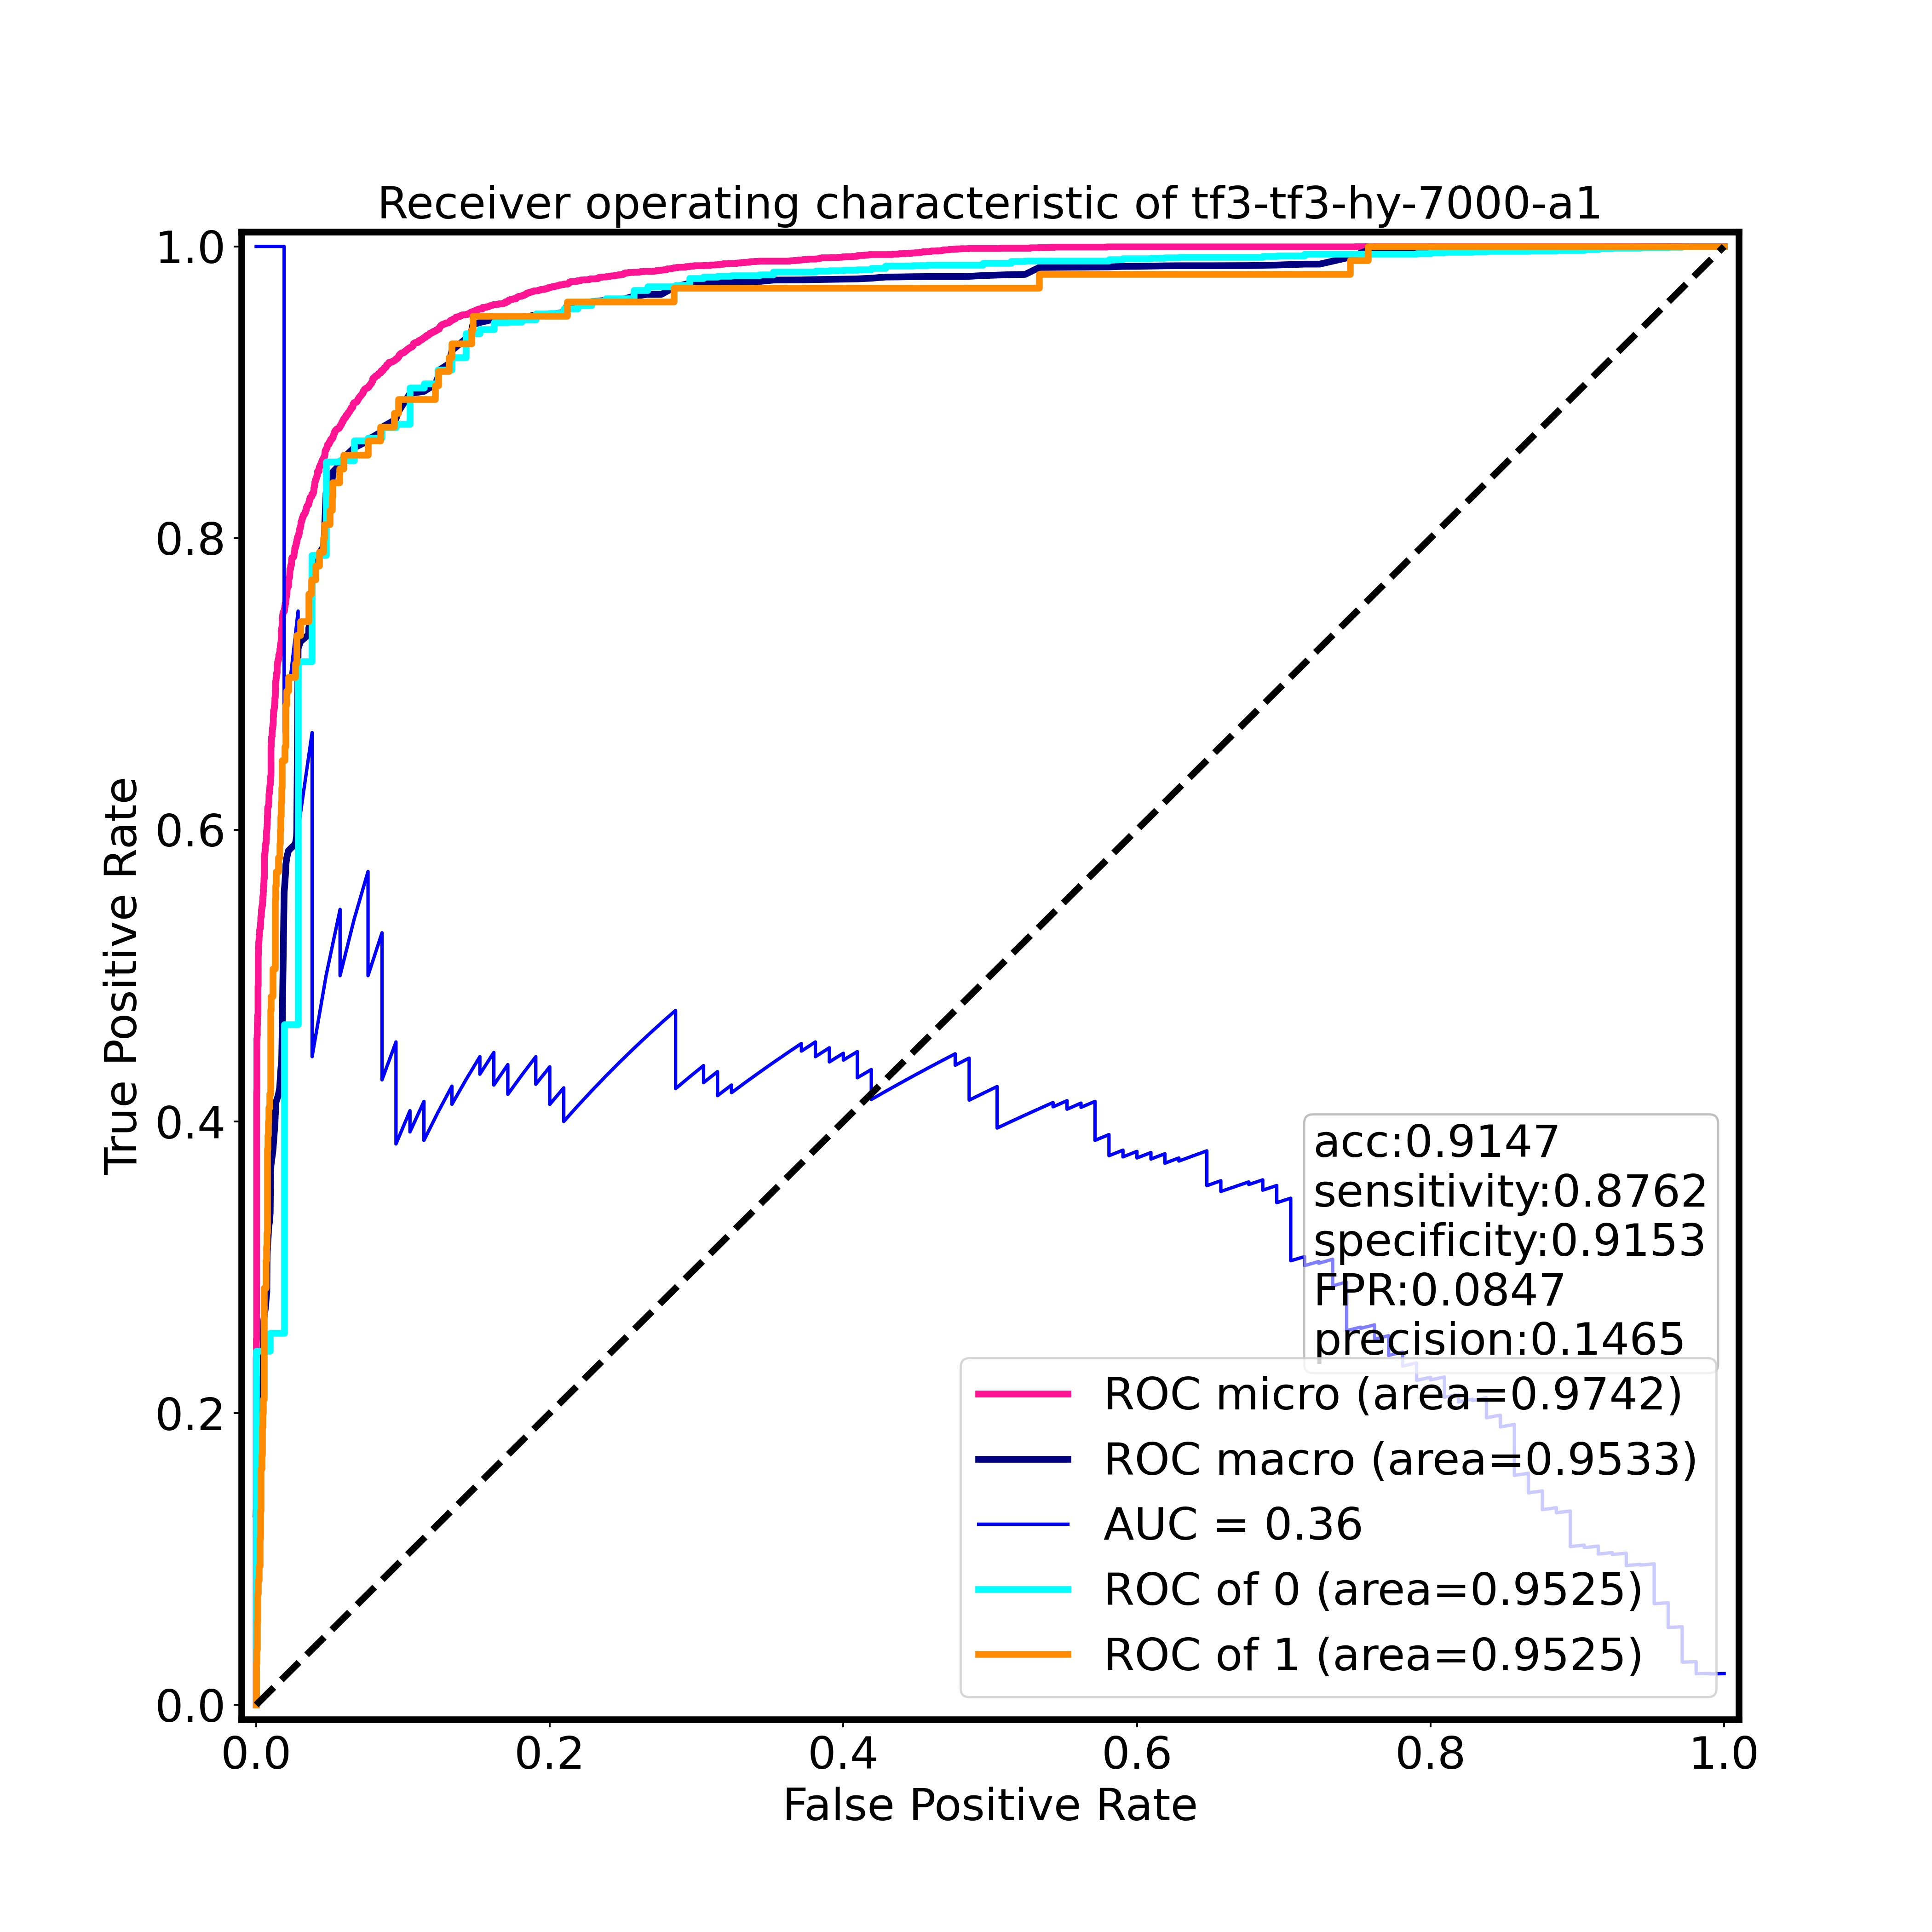 Receiver operating characteristic of tf3-tf3-hy-7000-a1
1.0
0.8
0.6
0.4
0.2
0.0
True Positive Rate
acc:0.9147
sensitivity:0.8762
specificity:0.9153
FPR:0.0847
precision:0.1465
ROC micro (area=0.9742)
ROC macro (area=0.9533)
AUC = 0.36
ROC of 0 (area=0.9525)
ROC of 1 (area=0.9525)
0.0 0.2 0.4 0.6 0.8 1.0
False Positive Rate